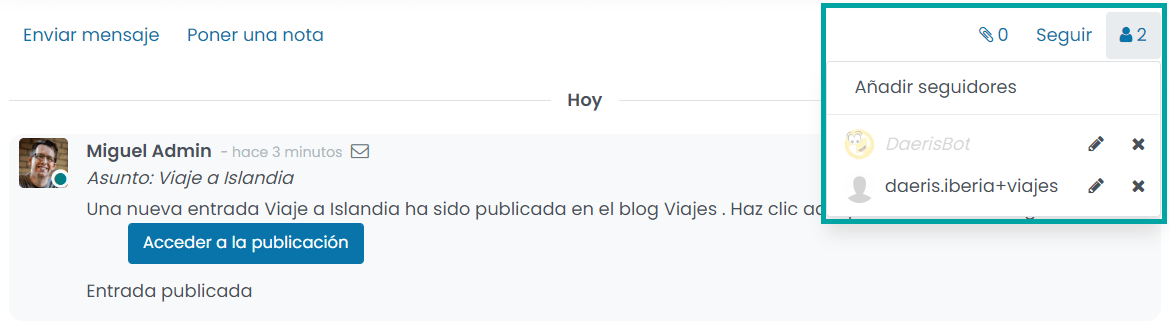 Enviar mensaje Poner una nota 0 Seguir 2
Añadir seguidores
Hoy
DaerisBot
daeris.iberia+viajes
Miguel Admin - hace 3 minutos
Asunto: Viaje a Islandia
Una nueva entrada Viaje a Islandia ha sido publicada en el blog Viajes . Haz clic
Acceder a la publicación
Entrada publicada